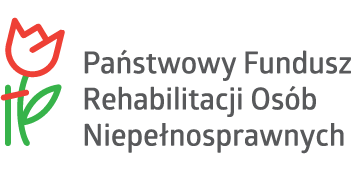 Państwowy Fundusz
Rehabilitacji Osób
Niepełnosprawnych